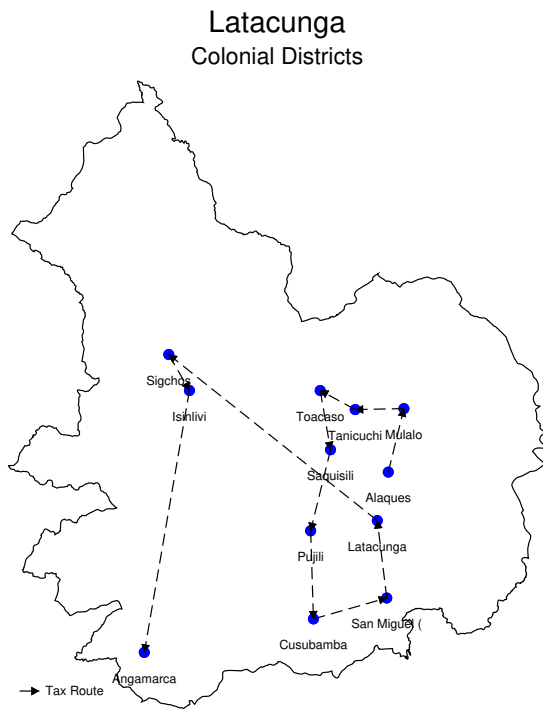 Latacunga
Colonial Districts
Sigchos
Isinlivi
Toacaso
Tanicuchi
Mulalo
Saquisili
Alaques
Latacunga
Pujili
San Miguel (
Cusubamba
Angamarca
Tax Route